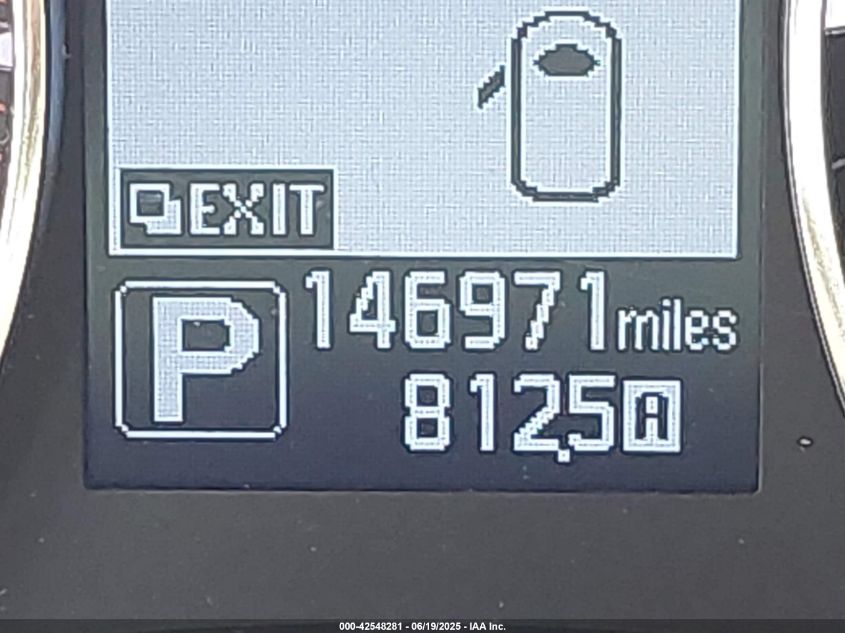 EXIT
P
146971 miles
812.5 A
000-42548281 - 06/19/2025 - IAA Inc.